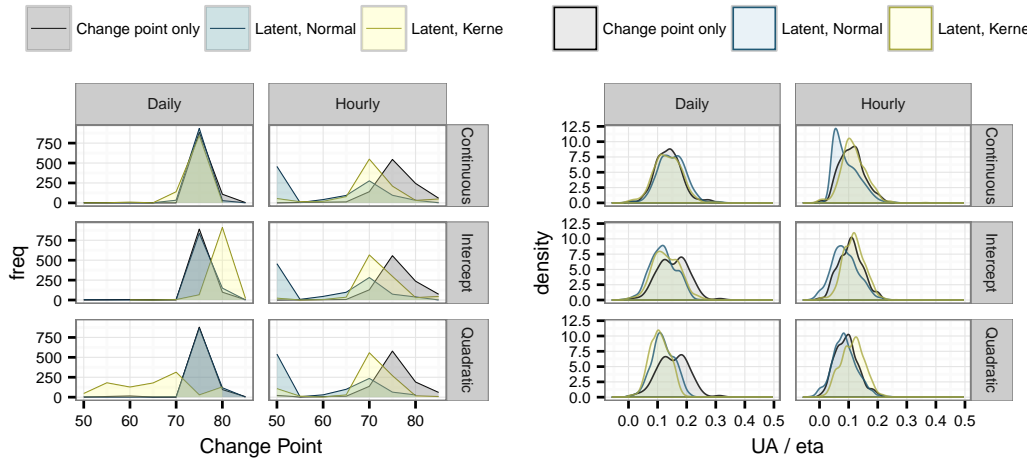 Change point only Latent, Normal Latent, Kerne
Daily Hourly
Continuous
Intercept
Quadratic
750
500
250
0
750
500
250
0
750
500
250
0
freq
50 60 70 80 50 60 70 80
Change Point
Change point only Latent, Normal Latent, Kerne
Daily Hourly
Continuous
Intercept
Quadratic
12.5
10.0
7.5
5.0
2.5
0.0
12.5
10.0
7.5
5.0
2.5
0.0
12.5
10.0
7.5
5.0
2.5
0.0
density
0.0 0.1 0.2 0.3 0.4 0.5 0.0 0.1 0.2 0.3 0.4 0.5
UA / eta